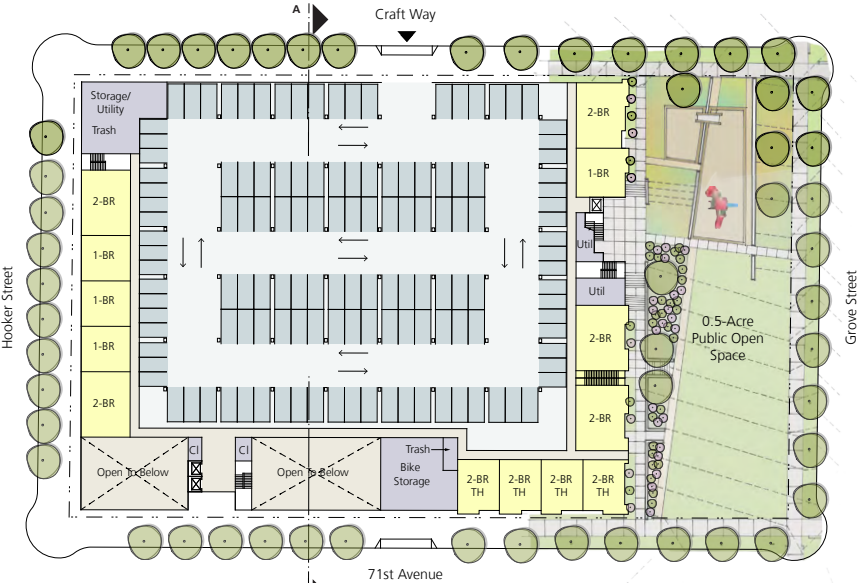 A
Craft Way
Storage/
Utility
Trash
2-BR
1-BR
1-BR
1-BR
2-BR
2-BR
1-BR
Util
Util
2-BR
2-BR
0.5-Acre
Public Open
Space
Hooker Street
Grove Street
Open To Below
Cl
Cl
Open To Below
Trash
Bike
Storage
2-BR
TH
2-BR
TH
2-BR
TH
2-BR
TH
71st Avenue